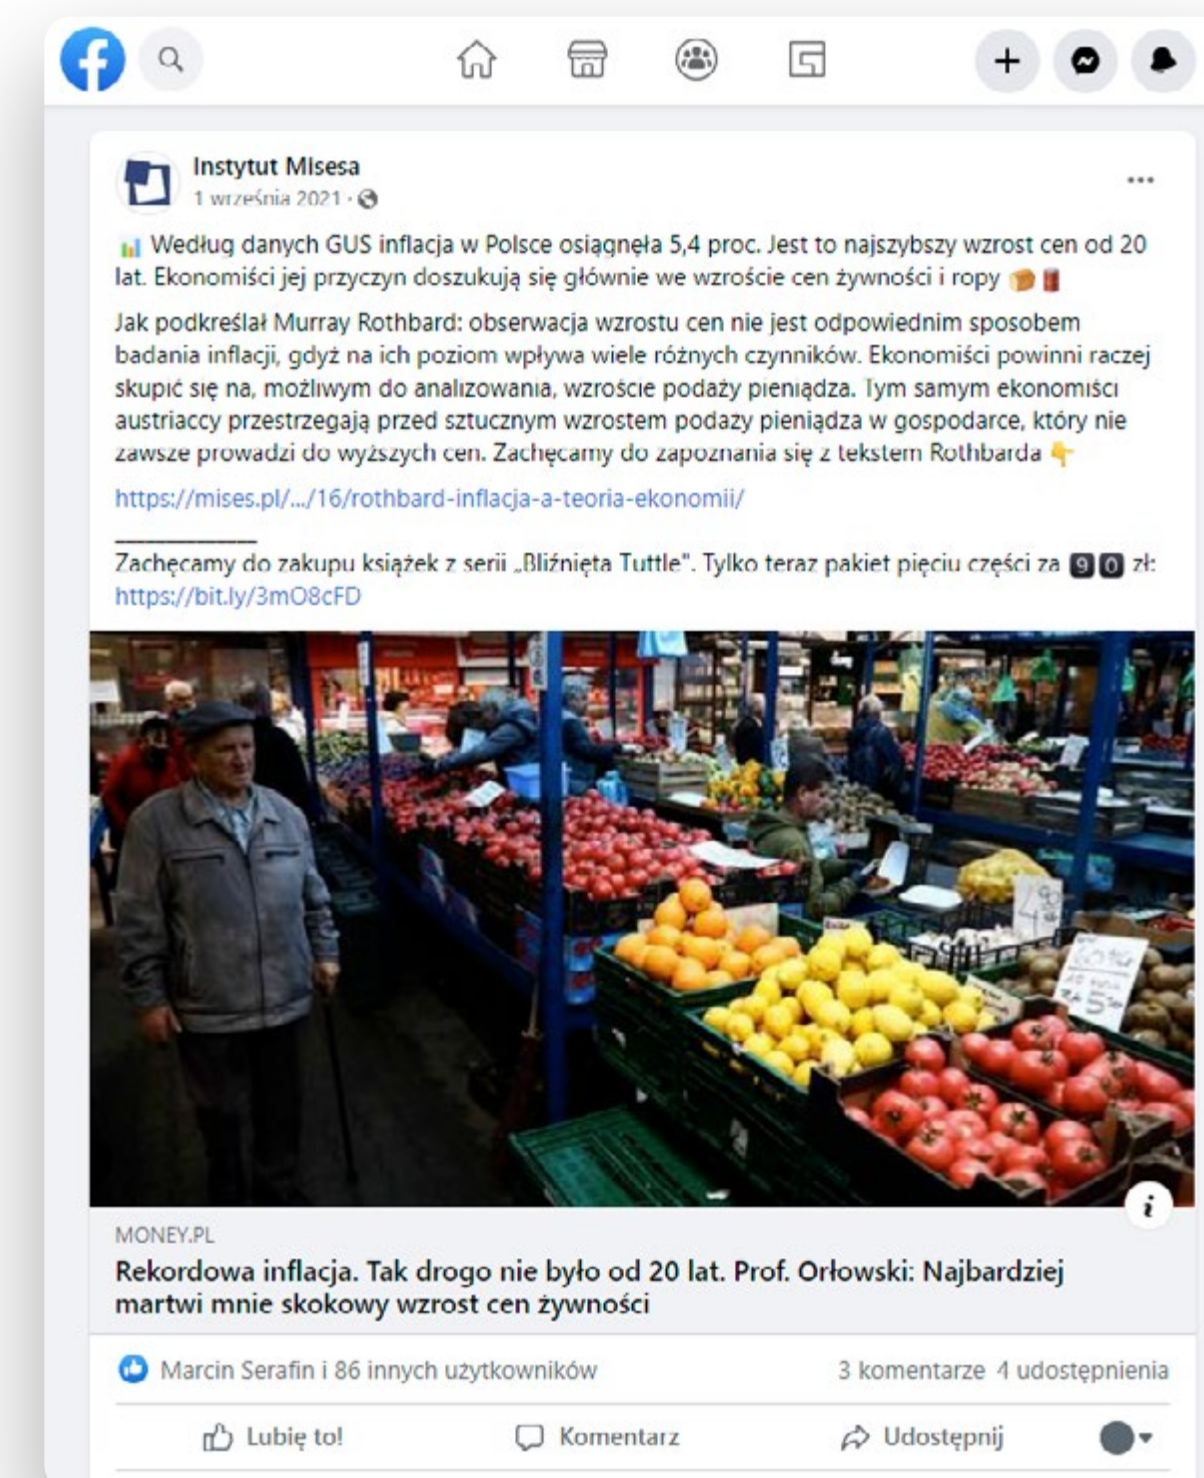 Instytut Misesa
1 września 2021 ·
Według danych GUS inflacja w Polsce osiągnęła 5,4 proc. Jest to najszybszy wzrost cen od 20
lat. Ekonomiści jej przyczyn doszukują się głównie we wzroście cen żywności i ropy
Jak podkreślał Murray Rothbard: obserwacja wzrostu cen nie jest odpowiednim sposobem
badania inflacji, gdyż na ich poziom wpływa wiele różnych czynników. Ekonomiści powinni raczej
skupić się na, możliwym do analizowania, wzroście podaży pieniądza. Tym samym ekonomiści
austriaccy przestrzegają przed sztucznym wzrostem podaży pieniądza w gospodarce, który nie
zawsze prowadzi do wyższych cen. Zachęcamy do zapoznania się z tekstem Rothbarda
https://mises.pl/.../16/rothbard-inflacja-a-teoria-ekonomii/
Zachęcamy do zakupu książek z serii „Bliźnięta Tuttle". Tylko teraz pakiet pięciu części za 90 zł:
https://bit.ly/3mO8cFD
MONEY.PL
Rekordowa inflacja. Tak drogo nie było od 20 lat. Prof. Orłowski: Najbardziej
martwi mnie skokowy wzrost cen żywności
Marcin Serafin i 86 innych użytkowników 3 komentarze 4 udostępnienia
Lubię to! Komentarz Udostępnij